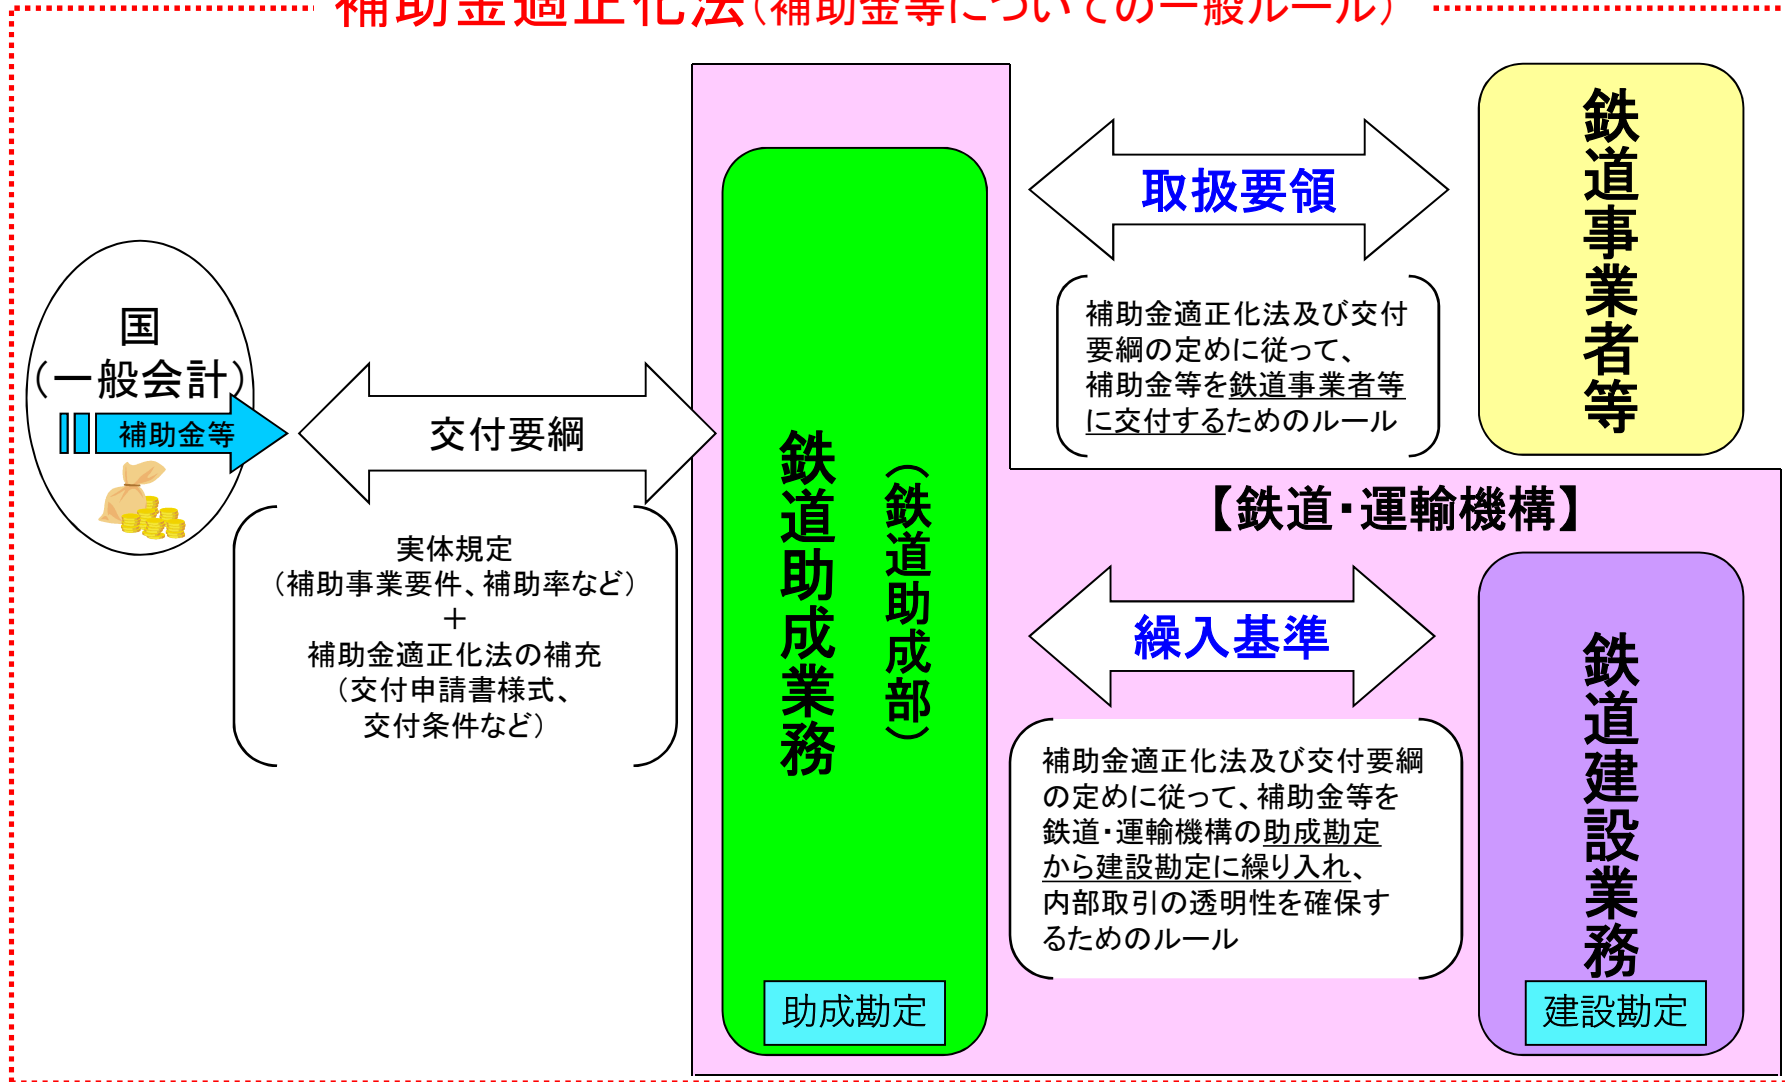 補助金適正化法(補助金等についての一般ルール)
国
(一般会計)
補助金等
交付要綱
実体規定
(補助事業要件、補助率など)
+
補助金適正化法の補充
(交付申請書様式、
交付条件など)
鉄道助成業務
(鉄道助成部)
助成勘定
取扱要領
補助金適正化法及び交付
要綱の定めに従って、
補助金等を鉄道事業者等
に交付するためのルール
鉄道事業者等
【鉄道・運輸機構】
繰入基準
補助金適正化法及び交付要綱
の定めに従って、補助金等を
鉄道・運輸機構の助成勘定
から建設勘定に繰り入れ、
内部取引の透明性を確保す
るためのルール
鉄道建設業務
建設勘定